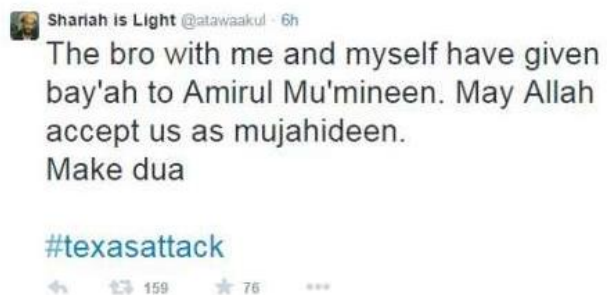 Shariah is Light @atawaakul · 6h
The bro with me and myself have given
bay'ah to Amirul Mu'mineen. May Allah
accept us as mujahideen.
Make dua
#texasattack
159 76